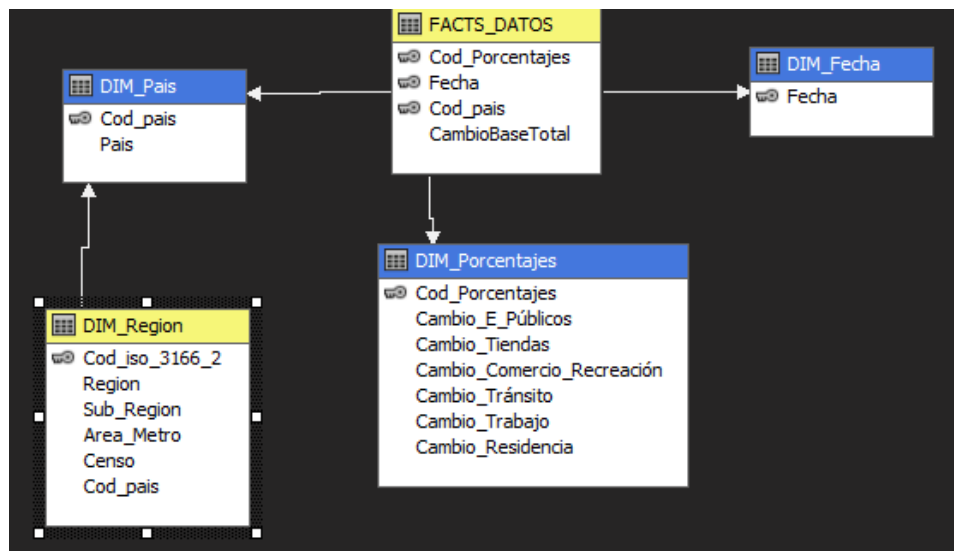 FACTS_DATOS
Cod_Porcentajes
Fecha
Cod_pais
CambioBaseTotal
DIM_Pais
Cod_pais
Pais
DIM_Fecha
Fecha
DIM_Porcentajes
Cod_Porcentajes
Cambio_E_Públicos
Cambio_Tiendas
Cambio_Comercio_Recreación
Cambio_Tránsito
Cambio_Trabajo
Cambio_Residencia
DIM_Region
Cod_iso_3166_2
Region
Sub_Region
Area_Metro
Censo
Cod_pais